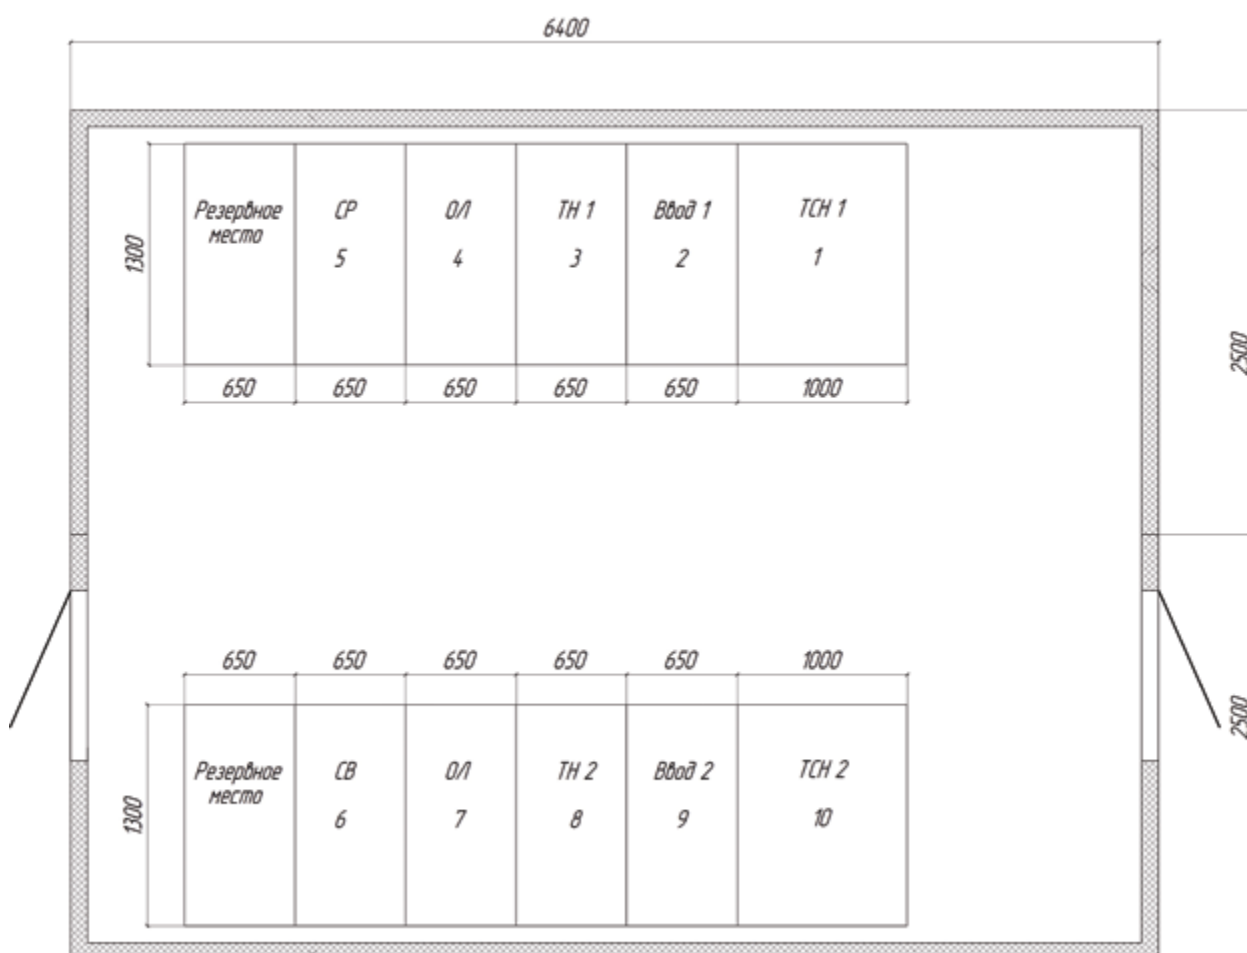 6400
Резервное
место
СР
5
ОЛ
4
ТН 1
3
Ввод 1
2
ТСН 1
1
1300
2500
650 650 650 650 650 1000
650 650 650 650 650 1000
2500
Резервное
место
СВ
6
ОЛ
7
ТН 2
8
Ввод 2
9
ТСН 2
10
1300